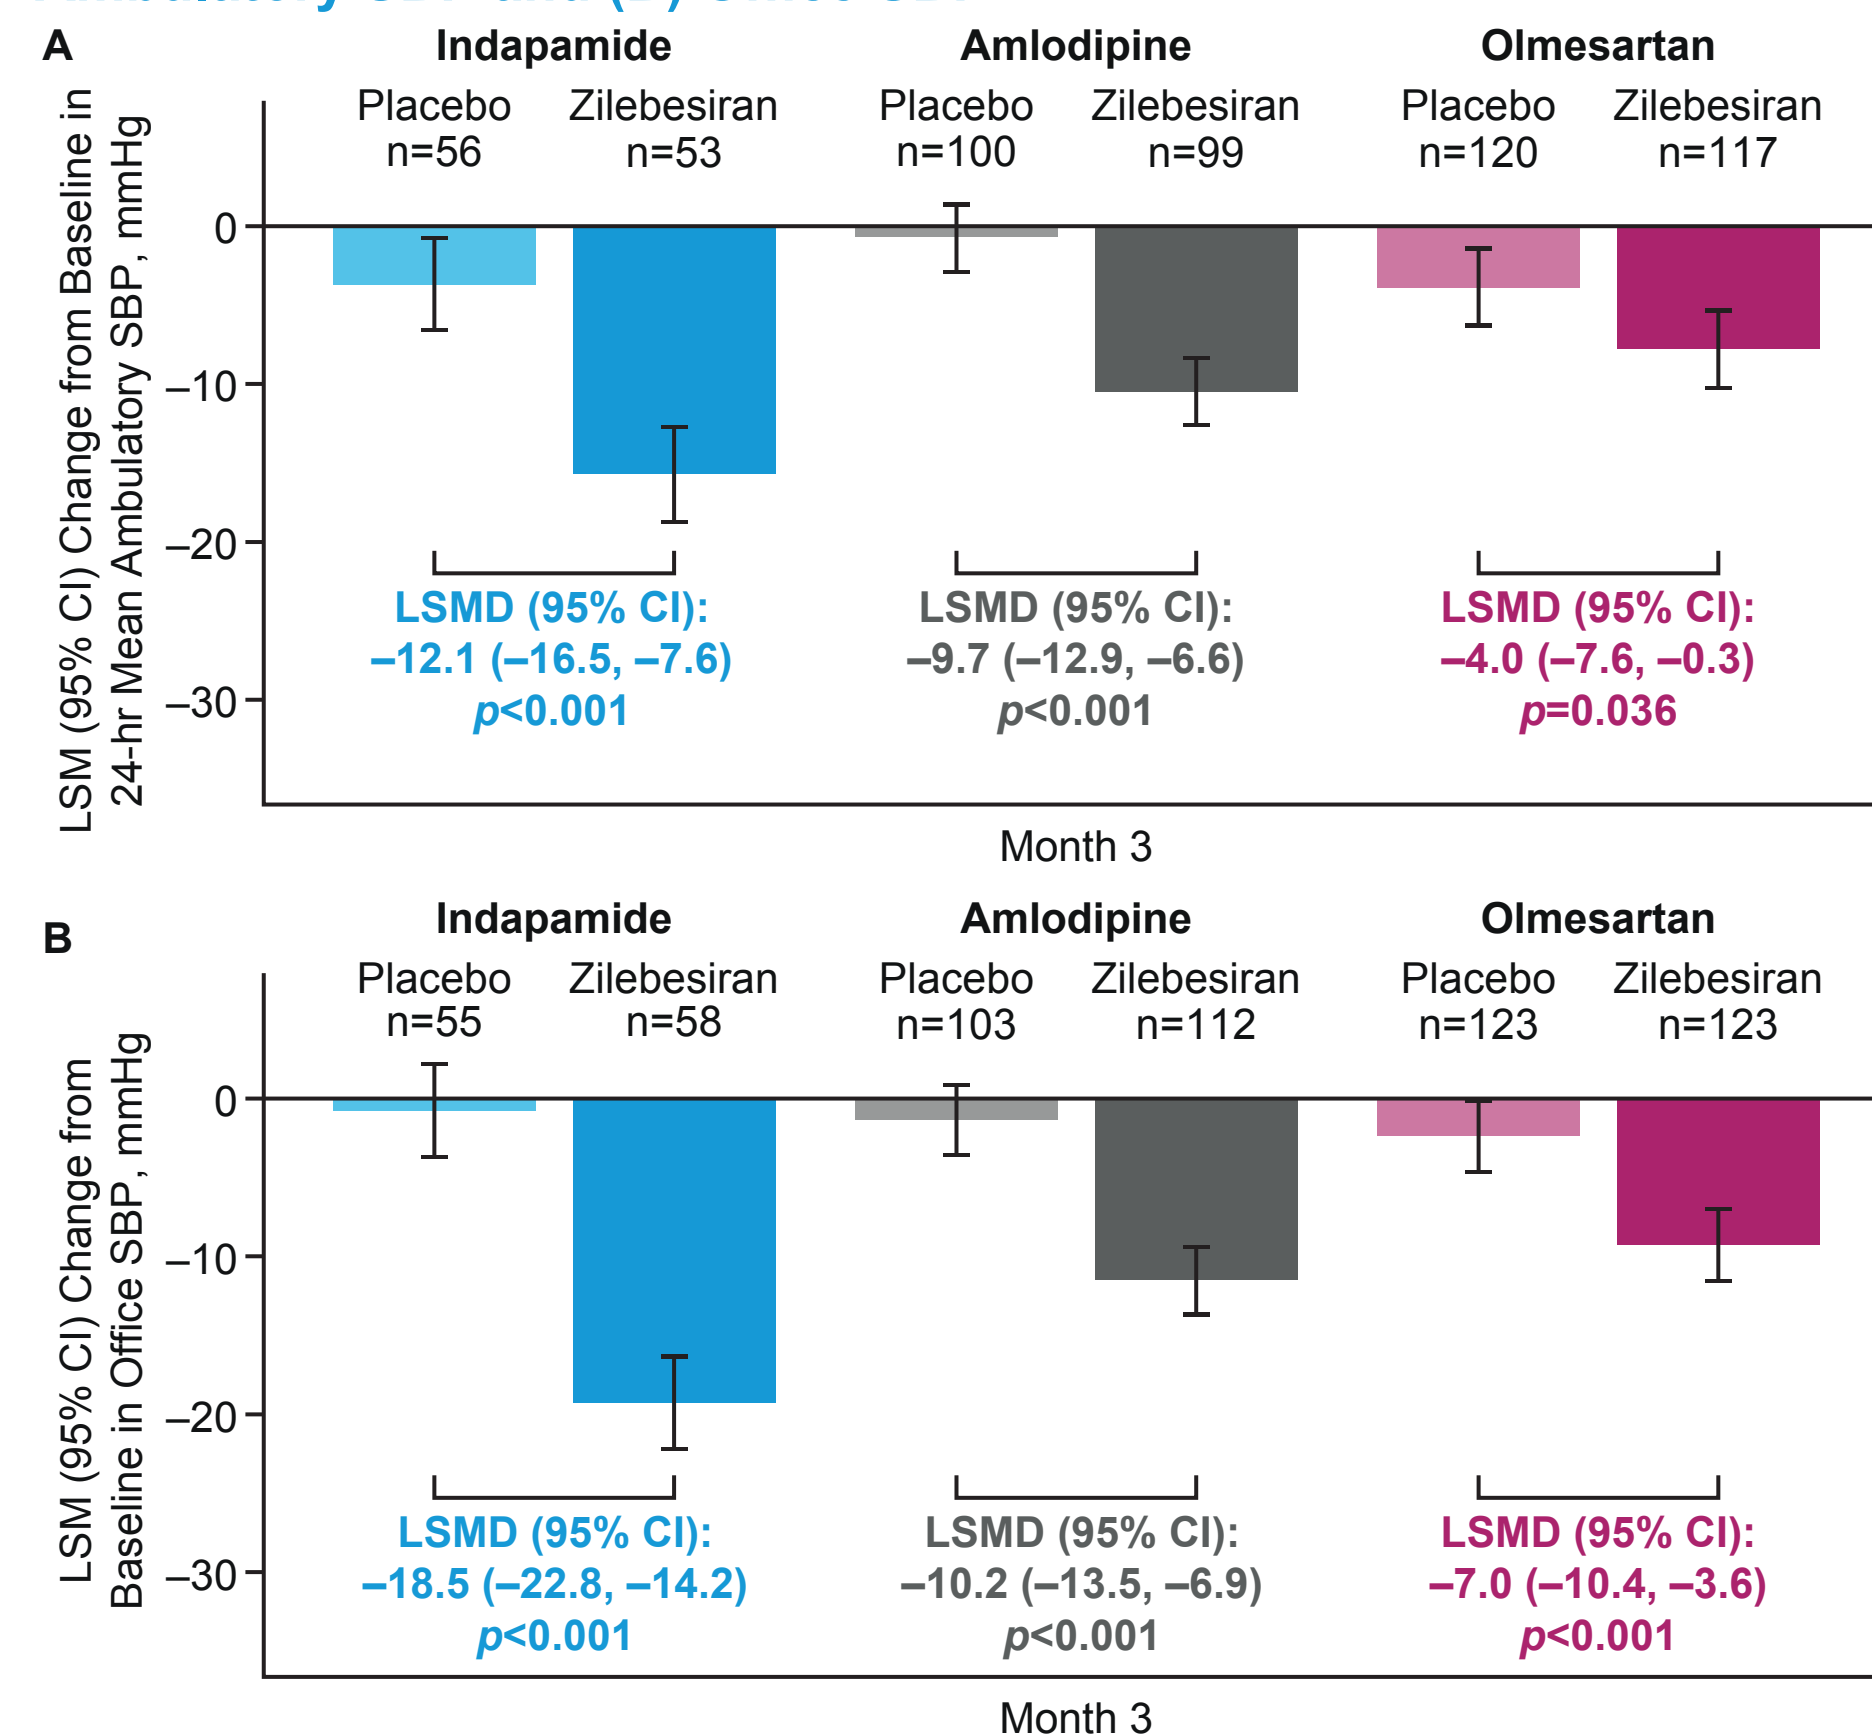 A
Indapamide Amlodipine Olmesartan
Placebo Zilebesiran Placebo Zilebesiran Placebo Zilebesiran
n=56 n=53 n=100 n=99 n=120 n=117
LSM (95% CI) Change from Baseline in
24-hr Mean Ambulatory SBP, mmHg
0
–10
–20
–30
LSMD (95% CI): LSMD (95% CI): LSMD (95% CI):
–12.1 (–16.5, –7.6) –9.7 (–12.9, –6.6) –4.0 (–7.6, –0.3)
p<0.001 p<0.001 p=0.036
Month 3
B
Indapamide Amlodipine Olmesartan
Placebo Zilebesiran Placebo Zilebesiran Placebo Zilebesiran
n=55 n=58 n=103 n=112 n=123 n=123
LSM (95% CI) Change from
Baseline in Office SBP, mmHg
0
–10
–20
–30
LSMD (95% CI): LSMD (95% CI): LSMD (95% CI):
–18.5 (–22.8, –14.2) –10.2 (–13.5, –6.9) –7.0 (–10.4, –3.6)
p<0.001 p<0.001 p<0.001
Month 3